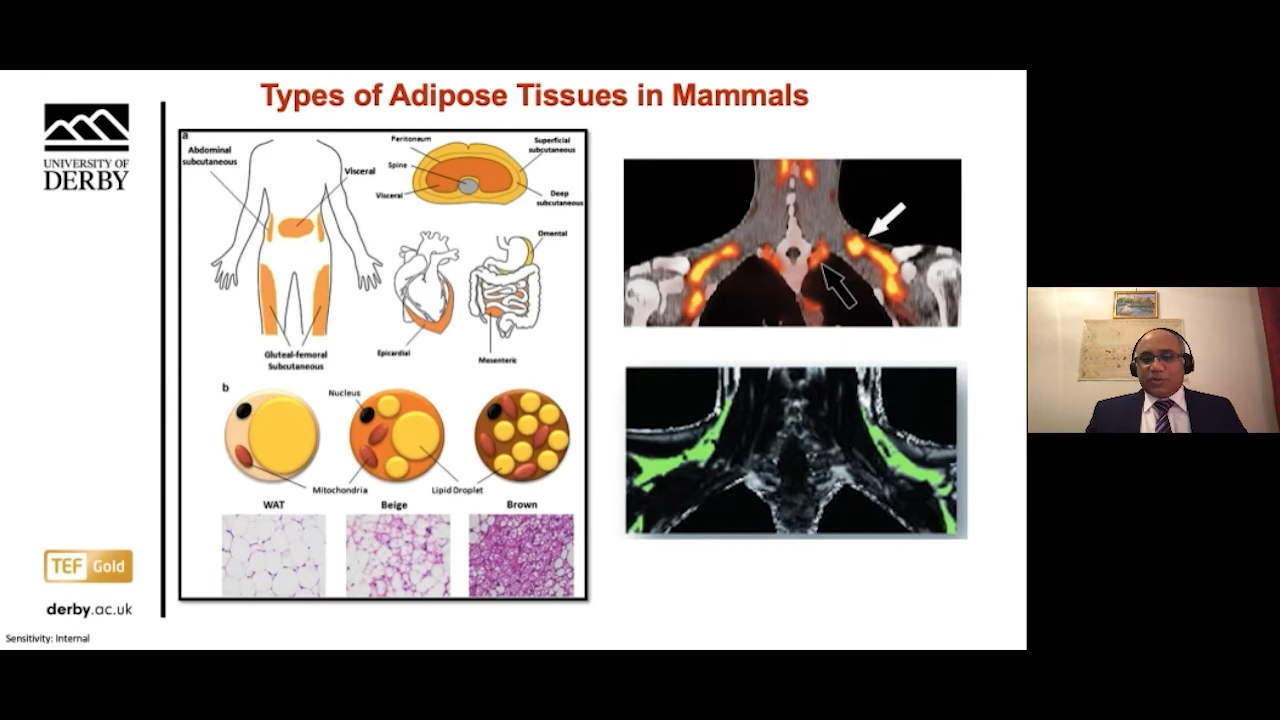 Types of Adipose Tissues in Mammals
UNIVERSITY OF
DERBY
a
Abdominal
subcutaneous
Visceral
Peritoneum
Spine
Visceral
Superficial
subcutaneous
Deep
subcutaneous
Omental
Gluteal-femoral
Subcutaneous
Epicardial
Mesenteric
b
Nucleus
Mitochondria
Lipid Droplet
WAT
Beige
Brown
TEF Gold
derby.ac.uk
Sensitivity: Internal